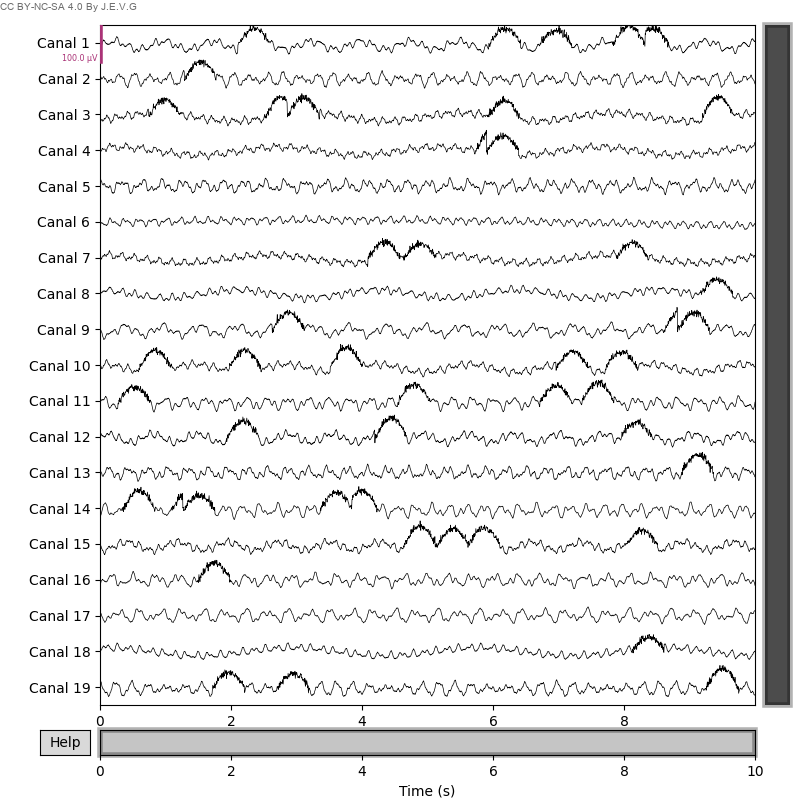 CC BY-NC-SA 4.0 By J.E.V.G
Canal 1
100.0 µV
Canal 2
Canal 3
Canal 4
Canal 5
Canal 6
Canal 7
Canal 8
Canal 9
Canal 10
Canal 11
Canal 12
Canal 13
Canal 14
Canal 15
Canal 16
Canal 17
Canal 18
Canal 19
0 2 4 6 8
Help
0 2 4 6 8 10
Time (s)